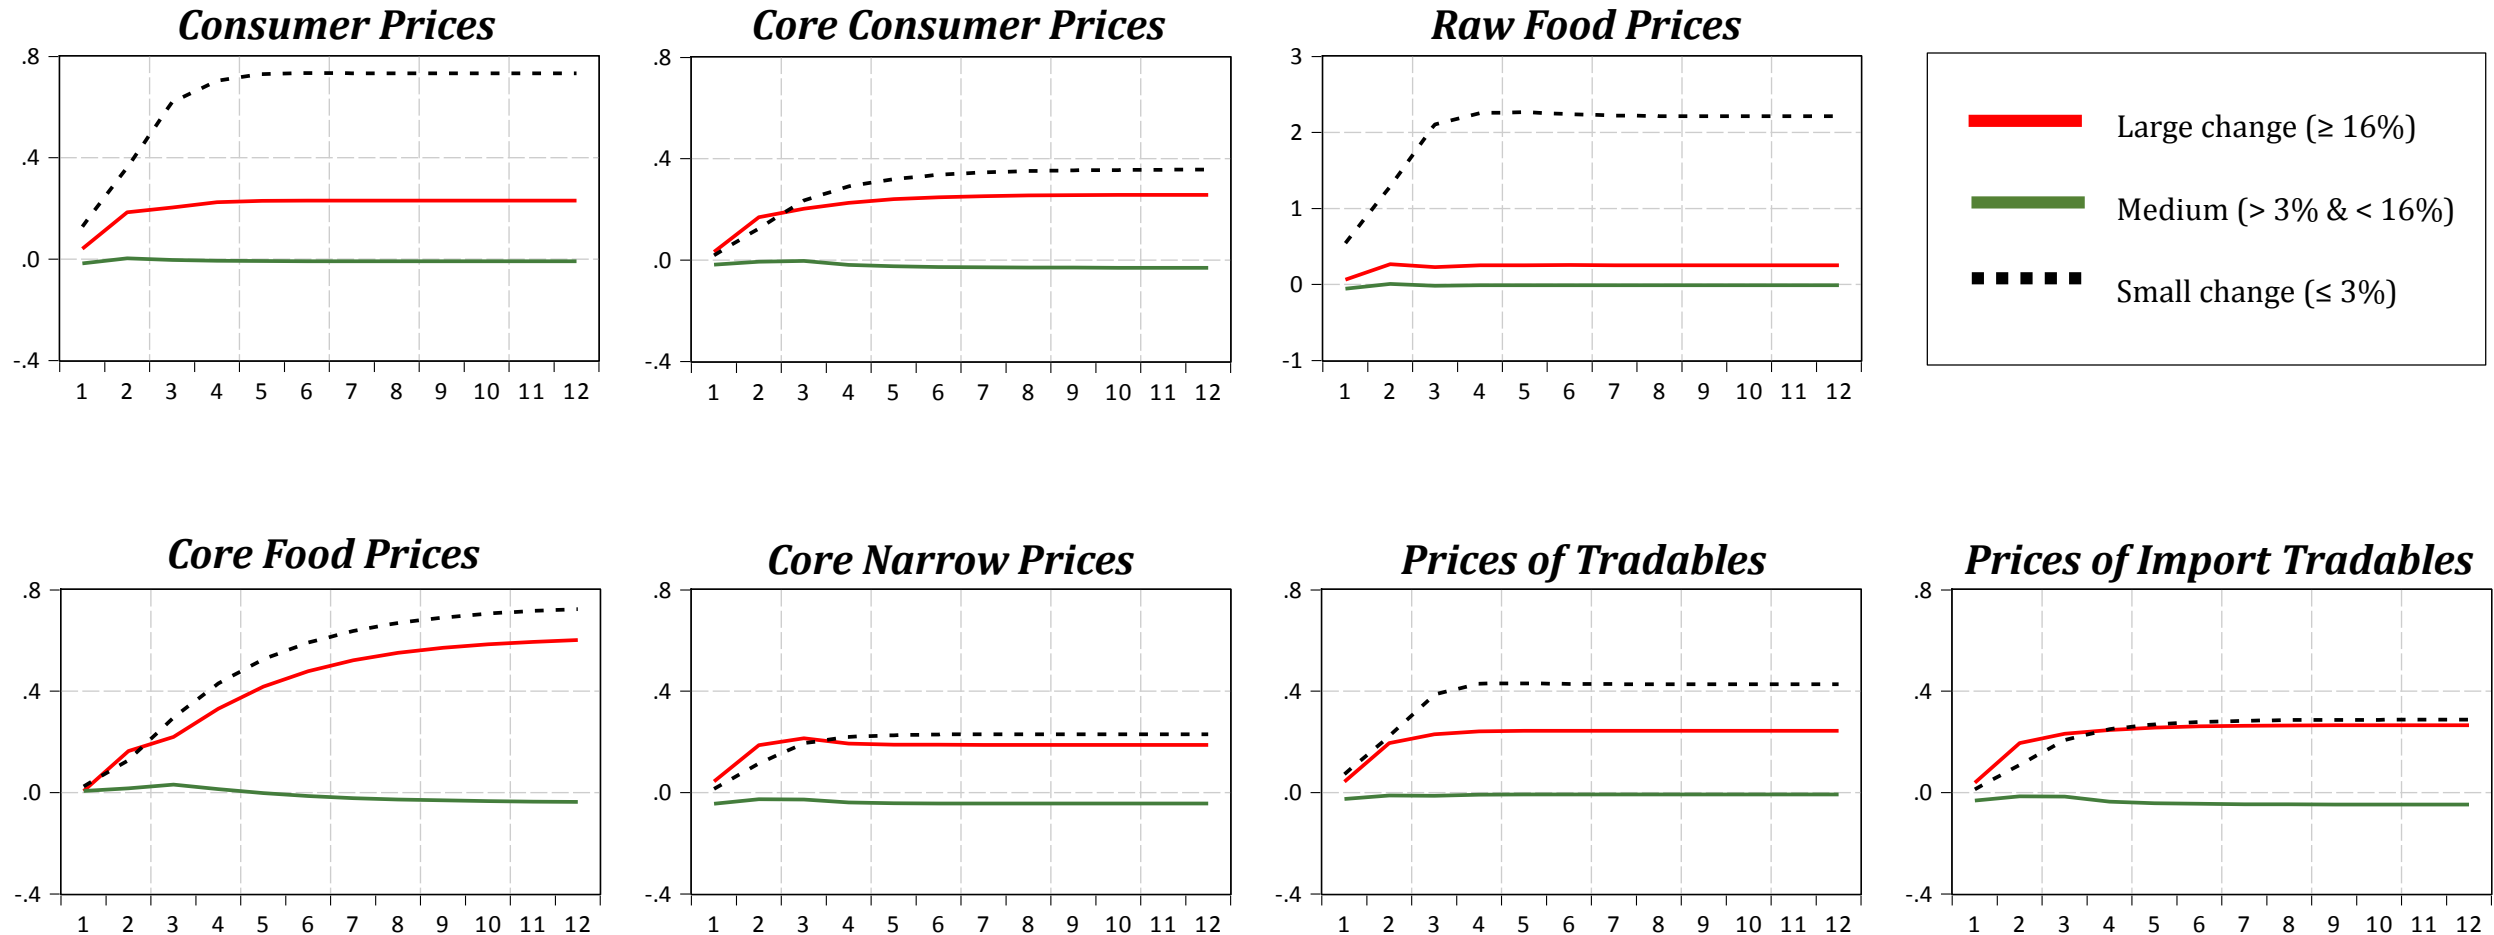 Consumer Prices
.8
.4
.0
-.4
1 2 3 4 5 6 7 8 9 10 11 12
Core Consumer Prices
.8
.4
.0
-.4
1 2 3 4 5 6 7 8 9 10 11 12
Raw Food Prices
3
2
1
0
-1
1 2 3 4 5 6 7 8 9 10 11 12
Large change (≥ 16%)
Medium (> 3% & < 16%)
Small change (≤ 3%)
Core Food Prices
.8
.4
.0
-.4
1 2 3 4 5 6 7 8 9 10 11 12
Core Narrow Prices
.8
.4
.0
-.4
1 2 3 4 5 6 7 8 9 10 11 12
Prices of Tradables
.8
.4
.0
-.4
1 2 3 4 5 6 7 8 9 10 11 12
Prices of Import Tradables
.8
.4
.0
-.4
1 2 3 4 5 6 7 8 9 10 11 12